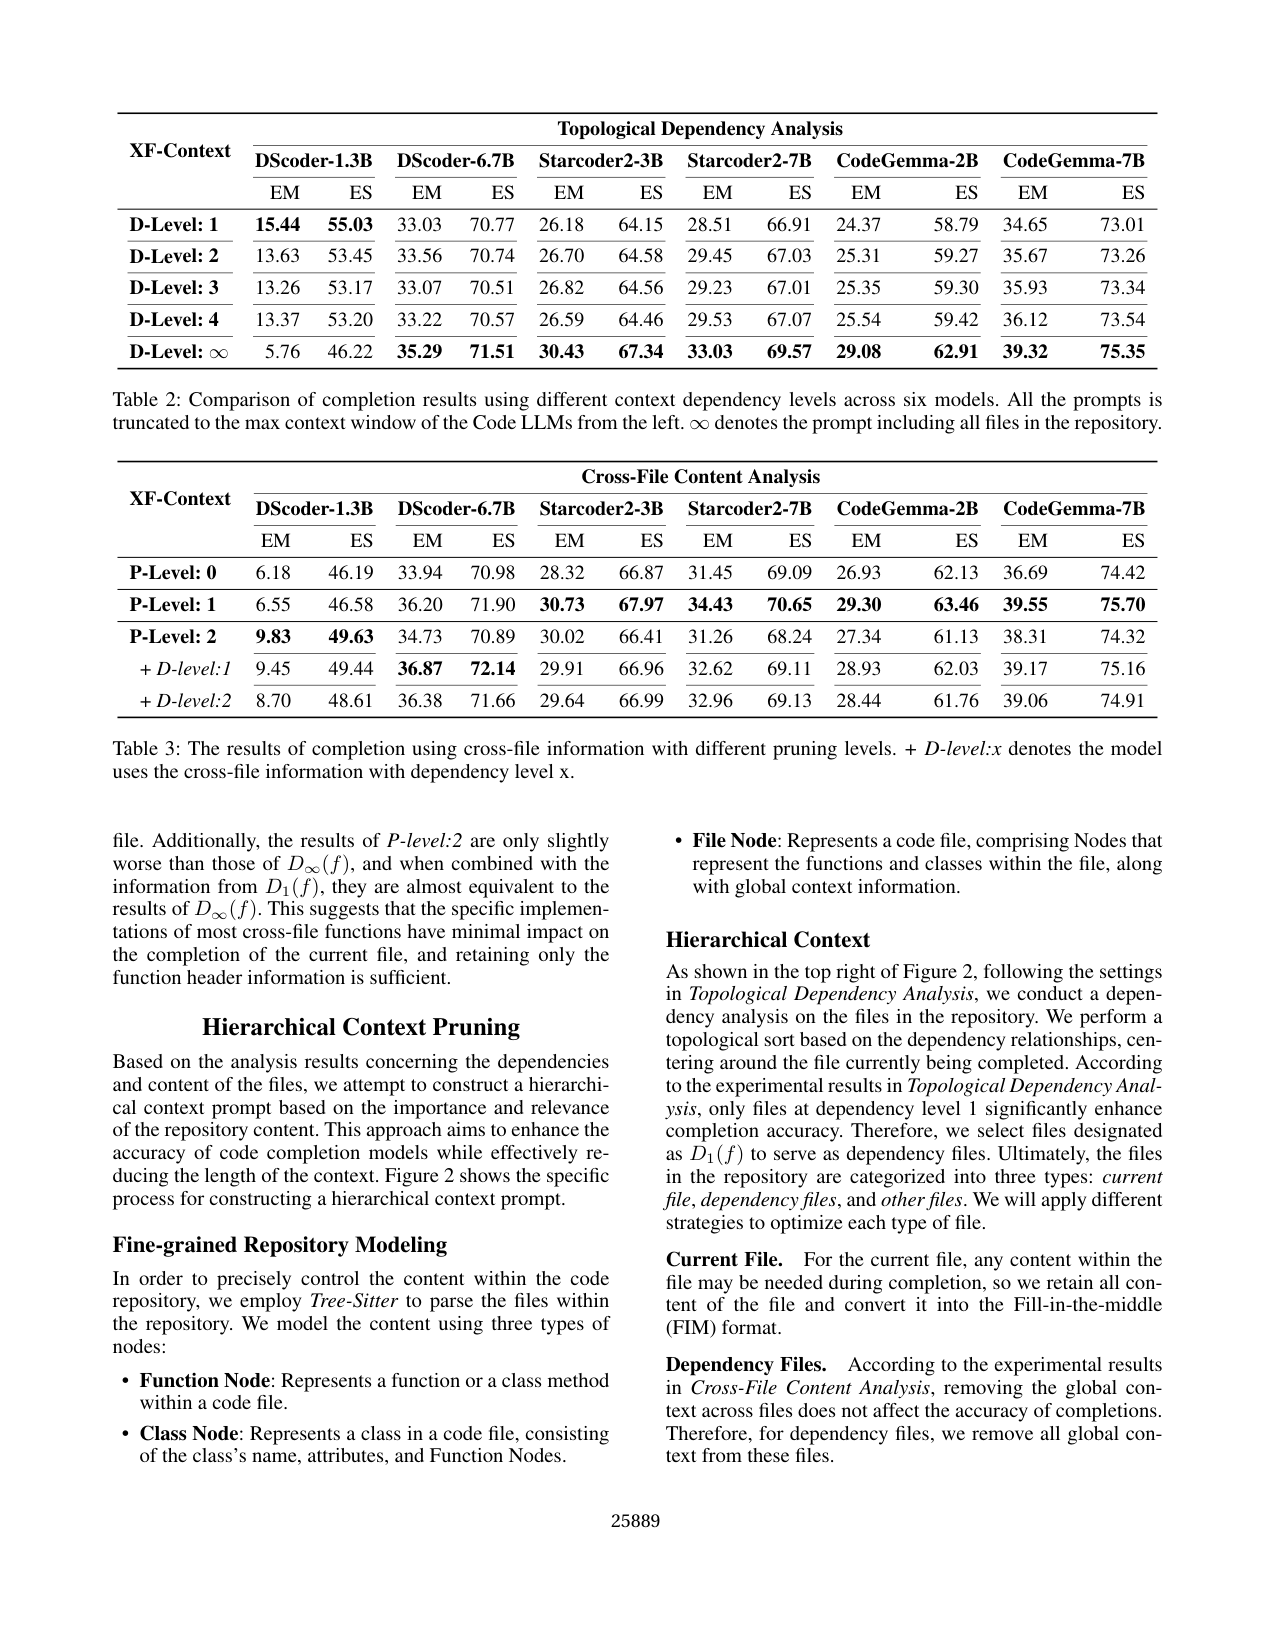 Topological Dependency Analysis
XF-Context
DScoder-1.3B DScoder-6.7B Starcoder2-3B Starcoder2-7B CodeGemma-2B CodeGemma-7B
EM ES EM ES EM ES EM ES EM ES EM ES
D-Level: 1 15.44 55.03 33.03 70.77 26.18 64.15 28.51 66.91 24.37 58.79 34.65 73.01
D-Level: 2 13.63 53.45 33.56 70.74 26.70 64.58 29.45 67.03 25.31 59.27 35.67 73.26
D-Level: 3 13.26 53.17 33.07 70.51 26.82 64.56 29.23 67.01 25.35 59.30 35.93 73.34
D-Level: 4 13.37 53.20 33.22 70.57 26.59 64.46 29.53 67.07 25.54 59.42 36.12 73.54
D-Level: ∞ 5.76 46.22 35.29 71.51 30.43 67.34 33.03 69.57 29.08 62.91 39.32 75.35
Table 2: Comparison of completion results using different context dependency levels across six models. All the prompts is
truncated to the max context window of the Code LLMs from the left. ∞ denotes the prompt including all files in the repository.
Cross-File Content Analysis
XF-Context
DScoder-1.3B DScoder-6.7B Starcoder2-3B Starcoder2-7B CodeGemma-2B CodeGemma-7B
EM ES EM ES EM ES EM ES EM ES EM ES
P-Level: 0 6.18 46.19 33.94 70.98 28.32 66.87 31.45 69.09 26.93 62.13 36.69 74.42
P-Level: 1 6.55 46.58 36.20 71.90 30.73 67.97 34.43 70.65 29.30 63.46 39.55 75.70
P-Level: 2 9.83 49.63 34.73 70.89 30.02 66.41 31.26 68.24 27.34 61.13 38.31 74.32
+ D-level:1 9.45 49.44 36.87 72.14 29.91 66.96 32.62 69.11 28.93 62.03 39.17 75.16
+ D-level:2 8.70 48.61 36.38 71.66 29.64 66.99 32.96 69.13 28.44 61.76 39.06 74.91
Table 3: The results of completion using cross-file information with different pruning levels. + D-level:x denotes the model
uses the cross-file information with dependency level x.
file. Additionally, the results of P-level:2 are only slightly
worse than those of D∞(f), and when combined with the
information from D1(f), they are almost equivalent to the
results of D∞(f). This suggests that the specific implemen-
tations of most cross-file functions have minimal impact on
the completion of the current file, and retaining only the
function header information is sufficient.
Hierarchical Context Pruning
Based on the analysis results concerning the dependencies
and content of the files, we attempt to construct a hierarchi-
cal context prompt based on the importance and relevance
of the repository content. This approach aims to enhance the
accuracy of code completion models while effectively re-
ducing the length of the context. Figure 2 shows the specific
process for constructing a hierarchical context prompt.
Fine-grained Repository Modeling
In order to precisely control the content within the code
repository, we employ Tree-Sitter to parse the files within
the repository. We model the content using three types of
nodes:
• Function Node: Represents a function or a class method
within a code file.
• Class Node: Represents a class in a code file, consisting
of the class's name, attributes, and Function Nodes.
• File Node: Represents a code file, comprising Nodes that
represent the functions and classes within the file, along
with global context information.
Hierarchical Context
As shown in the top right of Figure 2, following the settings
in Topological Dependency Analysis, we conduct a depen-
dency analysis on the files in the repository. We perform a
topological sort based on the dependency relationships, cen-
tering around the file currently being completed. According
to the experimental results in Topological Dependency Anal-
ysis, only files at dependency level 1 significantly enhance
completion accuracy. Therefore, we select files designated
as D1(f) to serve as dependency files. Ultimately, the files
in the repository are categorized into three types: current
file, dependency files, and other files. We will apply different
strategies to optimize each type of file.
Current File. For the current file, any content within the
file may be needed during completion, so we retain all con-
tent of the file and convert it into the Fill-in-the-middle
(FIM) format.
Dependency Files. According to the experimental results
in Cross-File Content Analysis, removing the global con-
text across files does not affect the accuracy of completions.
Therefore, for dependency files, we remove all global con-
text from these files.
25889